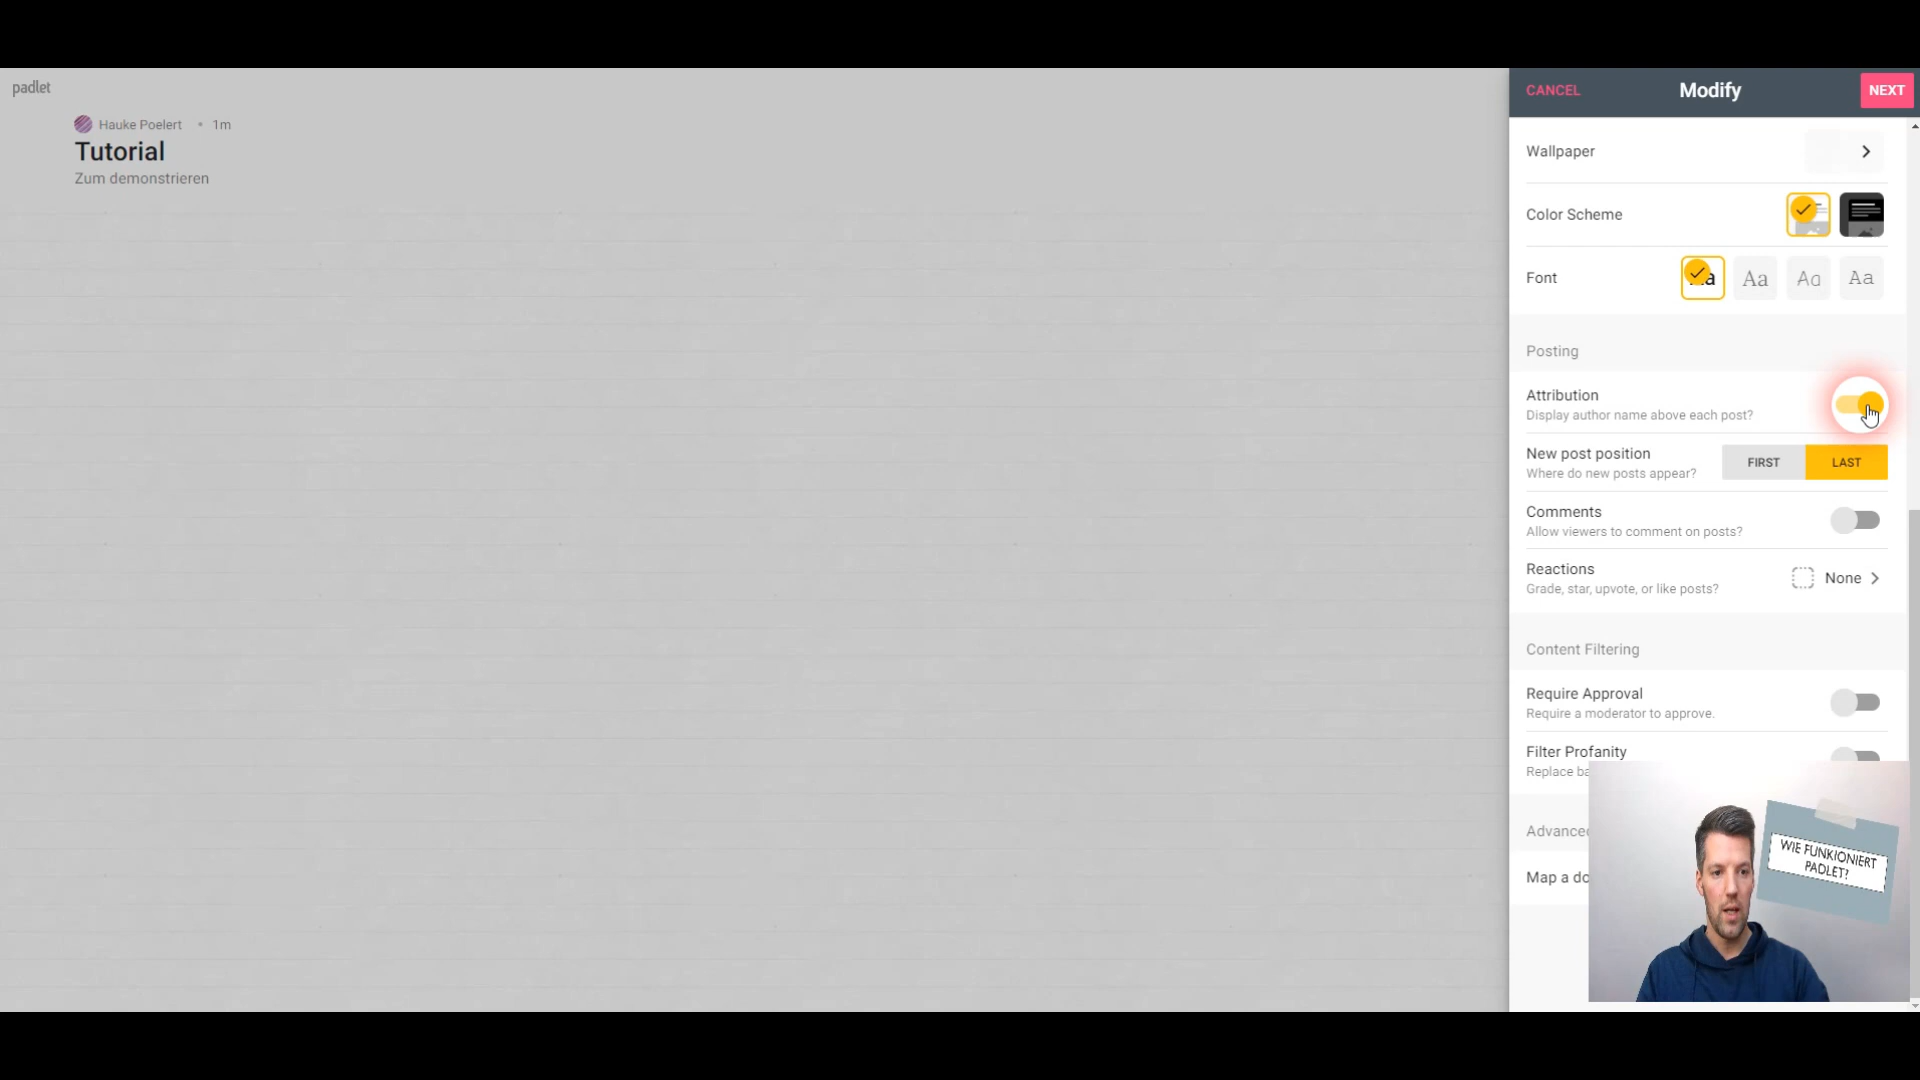 padlet
Hauke Poelert • 1m
Tutorial
Zum demonstrieren
CANCEL
Modify
NEXT
Wallpaper
Color Scheme
Font
Aa
Aa
Aa
Posting
Attribution
Display author name above each post?
New post position
Where do new posts appear?
FIRST
LAST
Comments
Allow viewers to comment on posts?
Reactions
Grade, star, upvote, or like posts?
None
Content Filtering
Require Approval
Require a moderator to approve.
Filter Profanity
Replace
Map a
WIE FUNKIONIERT
PADLET?